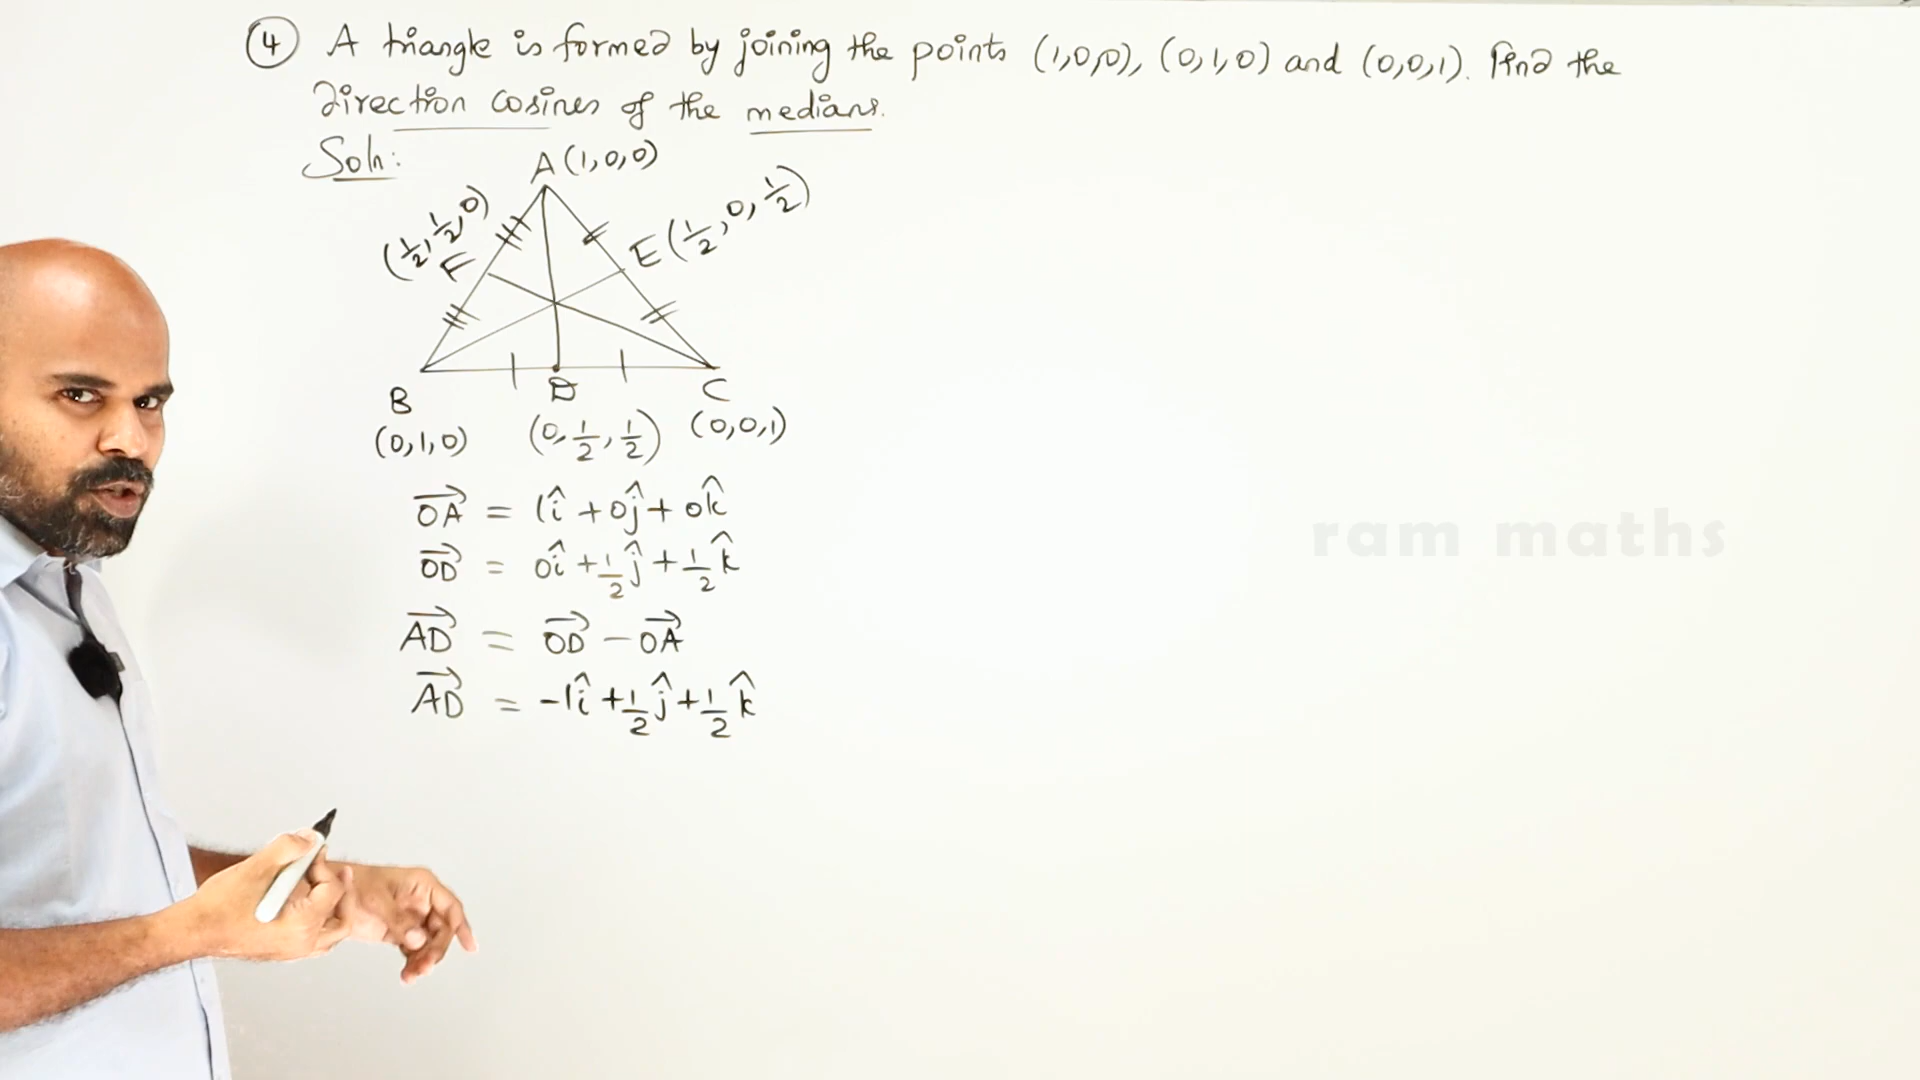 ④ A triangle is formed by joining the points (1,0,0), (0,1,0) and (0,0,1). Find the
direction cosines of the medians.
Soln:
A (1,0,0)
(½, ½, 0)
F
E (½, 0, ½)
B
D
C
(0,1,0)
(0, ½, ½)
(0,0,1)
→OA = 1î + 0ĵ + 0k̂
→OD = 0î + ½ĵ + ½k̂
→AD = →OD − →OA
→AD = -1î + ½ĵ + ½k̂
ram maths